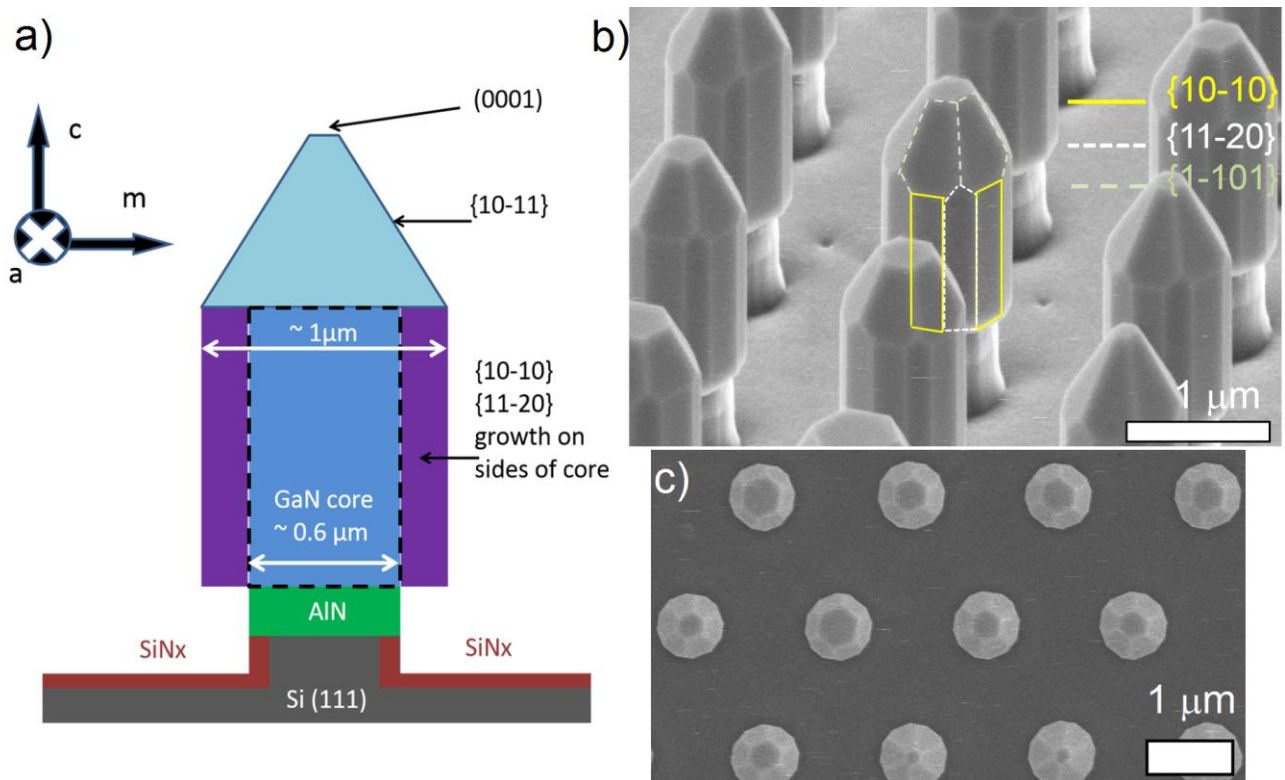 a)
c
m
a
(0001)
{10-11}
~ 1μm
{10-10}
{11-20}
growth on
sides of core
GaN core
~ 0.6 μm
AlN
SiNx
SiNx
Si (111)
b)
{10-10}
{11-20}
{1-101}
1 μm
c)
1 μm